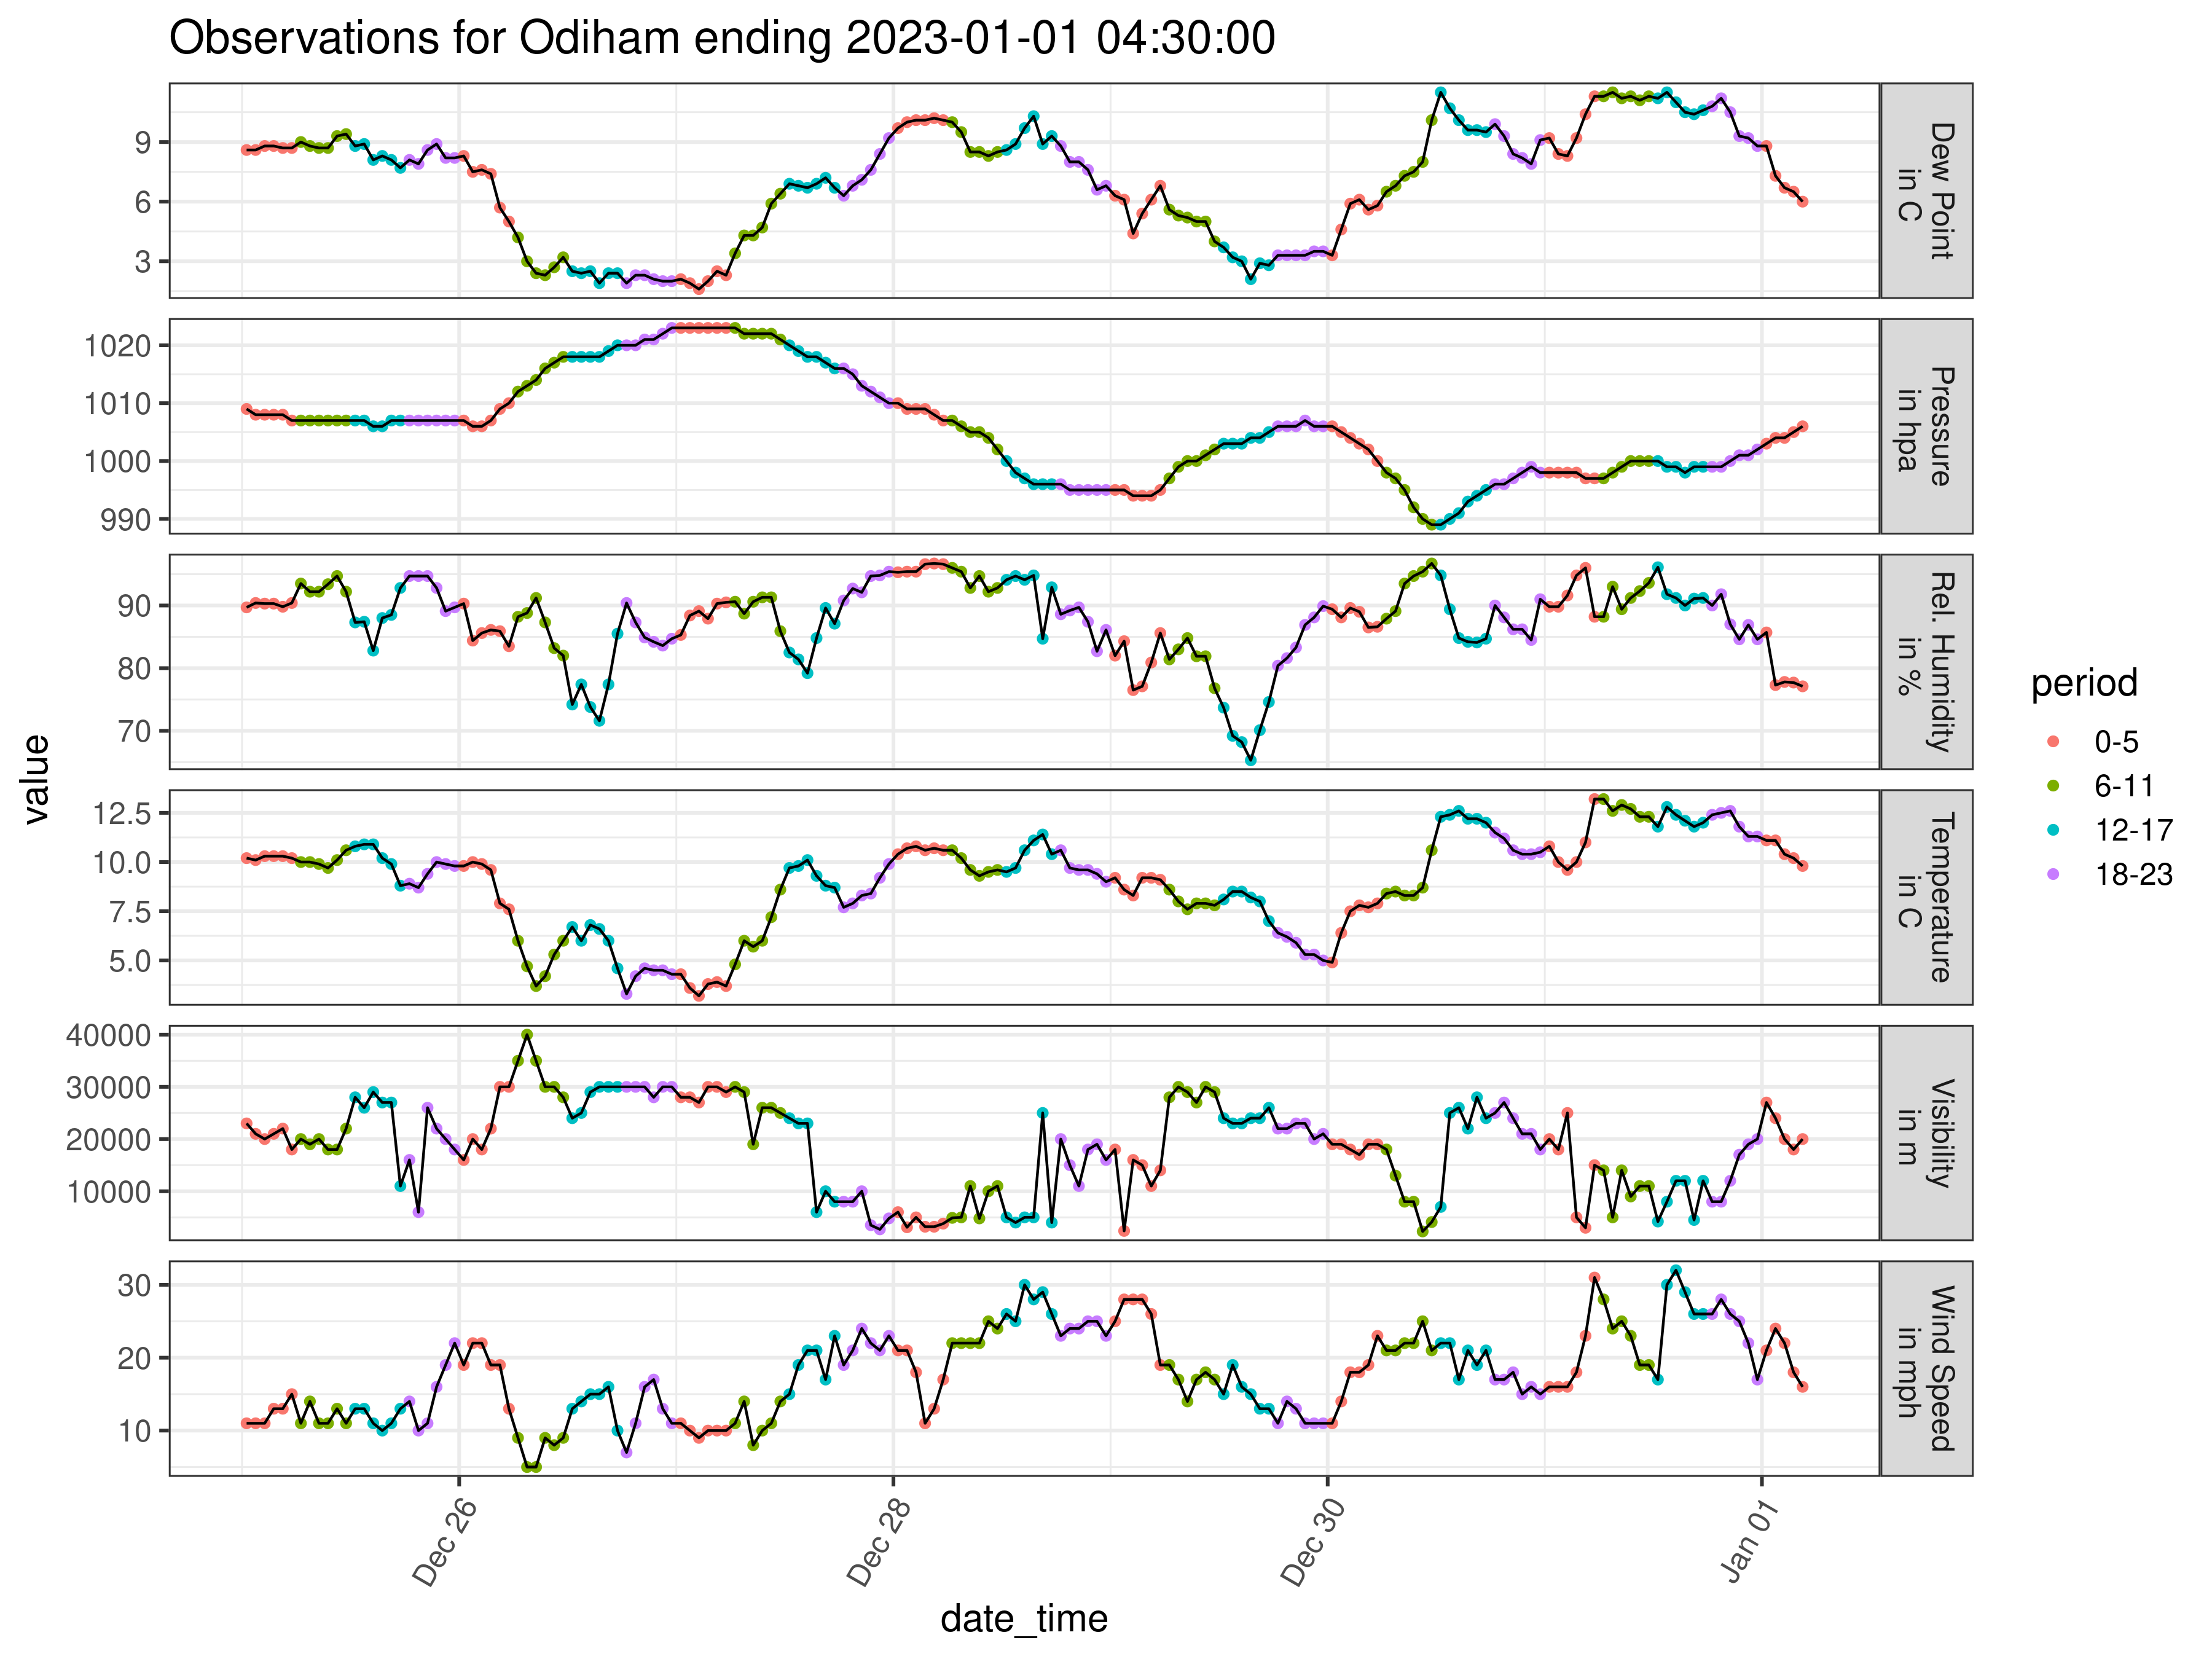 Observations for Odiham ending 2023-01-01 04:30:00
value
9
6
3
Dew Point
in C
1020
1010
1000
990
Pressure
in hpa
90
80
70
Rel. Humidity
in %
12.5
10.0
7.5
5.0
Temperature
in C
40000
30000
20000
10000
Visibility
in m
30
20
10
Wind Speed
in mph
Dec 26
Dec 28
Dec 30
Jan 01
date_time
period
0-5
6-11
12-17
18-23